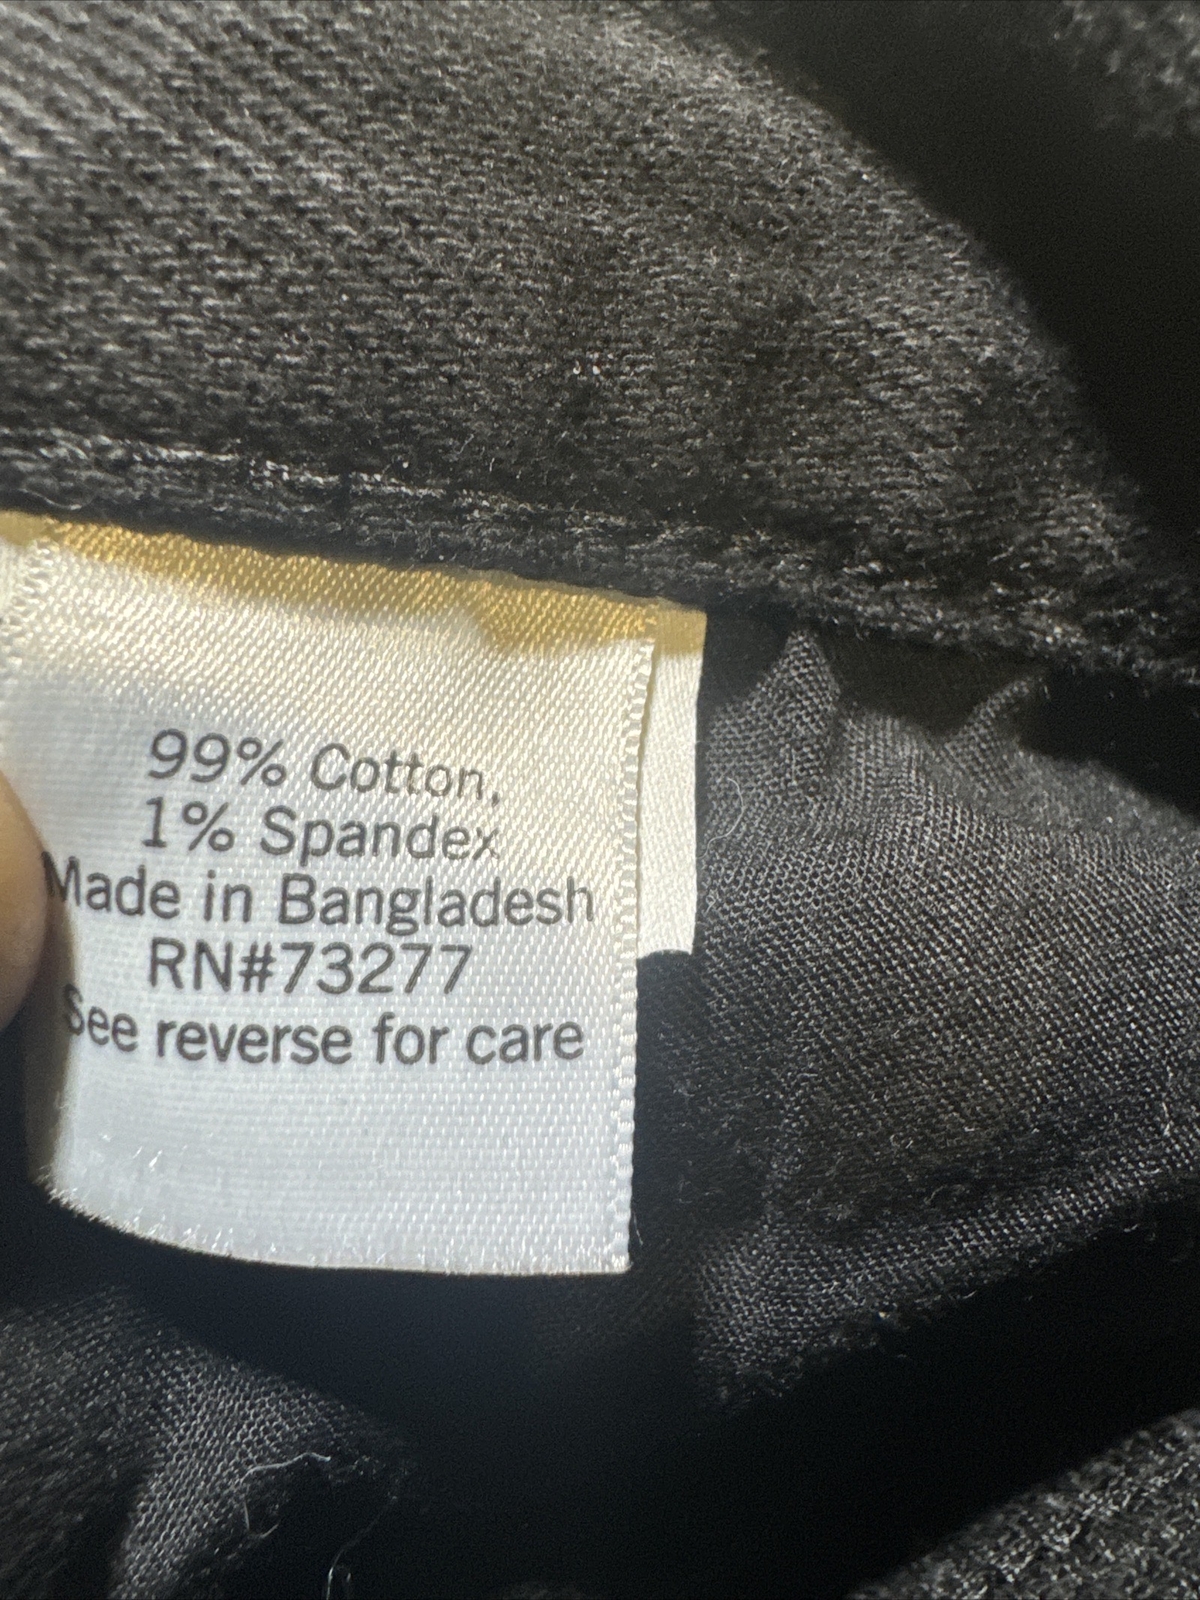 99% Cotton,
1% Spandex
Made in Bangladesh
RN#73277
See reverse for care